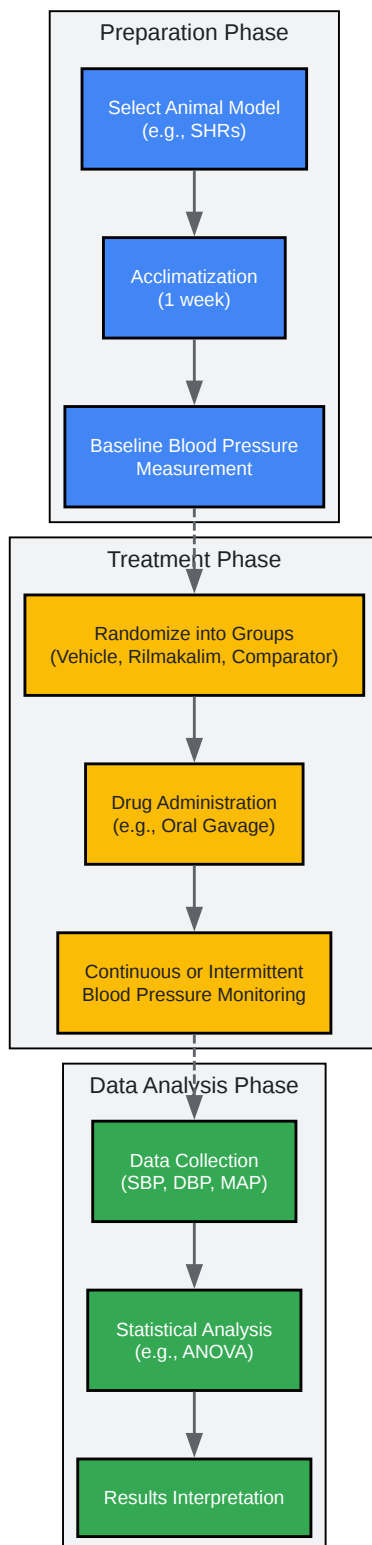 Preparation Phase
Select Animal Model
(e.g., SHRs)
Acclimatization
(1 week)
Baseline Blood Pressure
Measurement
Treatment Phase
Randomize into Groups
(Vehicle, Rilmakalim, Comparator)
Drug Administration
(e.g., Oral Gavage)
Continuous or Intermittent
Blood Pressure Monitoring
Data Analysis Phase
Data Collection
(SBP, DBP, MAP)
Statistical Analysis
(e.g., ANOVA)
Results Interpretation